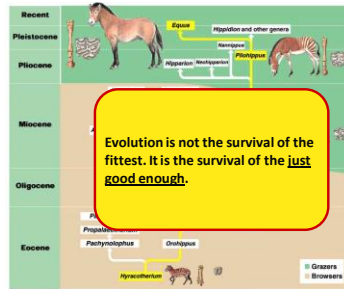 Recent
Pleistocene
Pliocene
Miocene
Oligocene
Eocene
Equus
Hippidion and other genera
Nannippus
Pliohippus
Hipparion Neohipparion
Evolution is not the survival of the
fittest. It is the survival of the just
good enough.
Pachynolophus
Orohippus
Hyracotherium
Grazers
Browsers